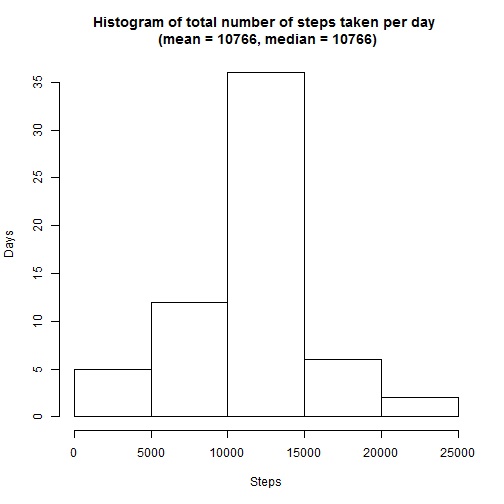 Histogram of total number of steps taken per day
(mean = 10766, median = 10766)
35
30
25
20
15
10
5
0
Days
0 5000 10000 15000 20000 25000
Steps